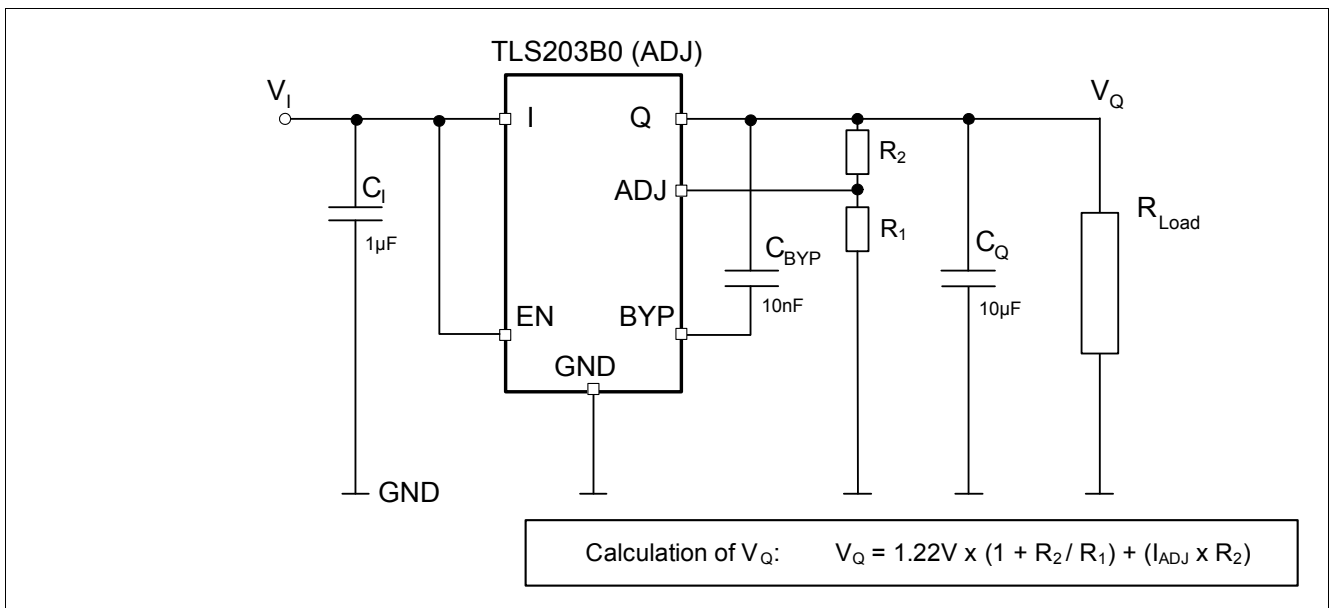 TLS203B0 (ADJ)
V_I
V_Q
I
Q
R_2
ADJ
C_I
1µF
R_1
R_Load
C_BYP
10nF
C_Q
10µF
EN
BYP
GND
GND
Calculation of V_Q: V_Q = 1.22V x (1 + R_2 / R_1) + (I_ADJ x R_2)